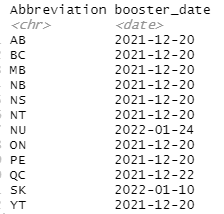 Abbreviation booster_date
<chr> <date>
AB 2021-12-20
BC 2021-12-20
MB 2021-12-20
NB 2021-12-20
NS 2021-12-20
NT 2021-12-20
NU 2022-01-24
ON 2021-12-20
PE 2021-12-20
QC 2021-12-22
SK 2022-01-10
YT 2021-12-20